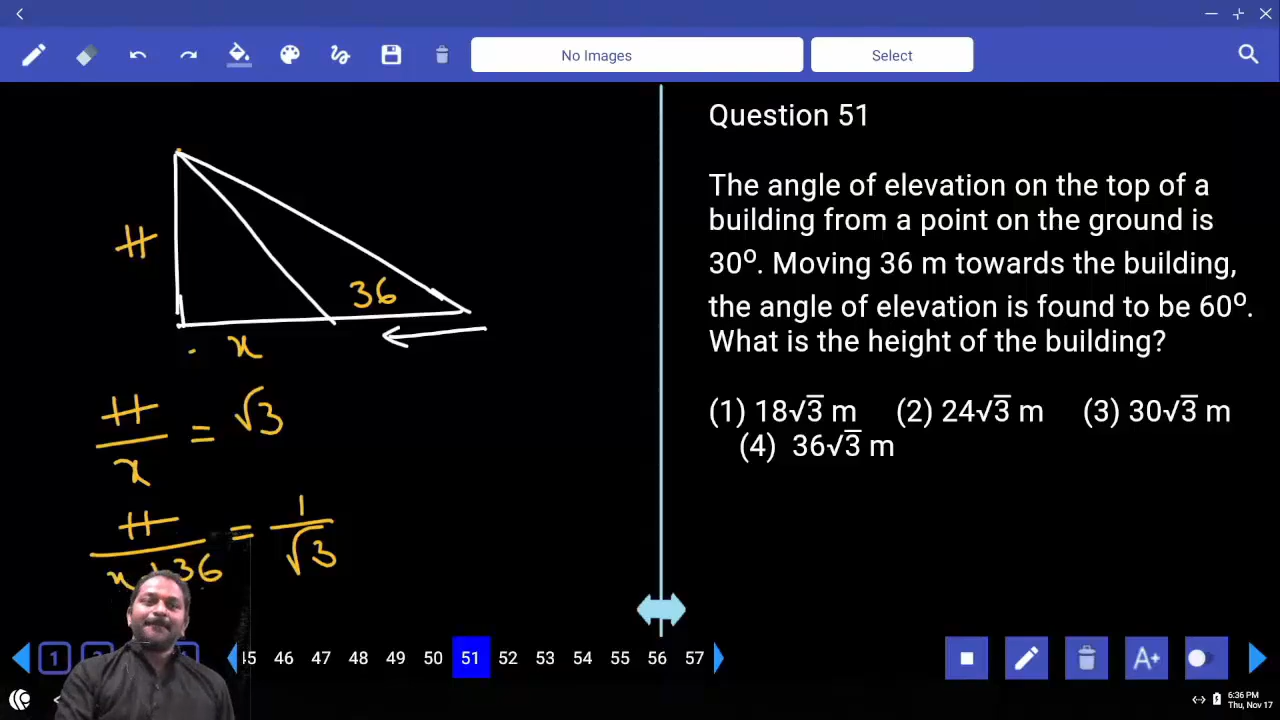 No Images
Select
Question 51
The angle of elevation on the top of a
building from a point on the ground is
30º. Moving 36 m towards the building,
the angle of elevation is found to be 60º.
What is the height of the building?
(1) 18√3 m (2) 24√3 m (3) 30√3 m
(4) 36√3 m
H
36
x
H/x = √3
H/x+36 = 1/√3
1
46 47 48 49 50 51 52 53 54 55 56 57
A+
6:36 PM
Thu, Nov 17